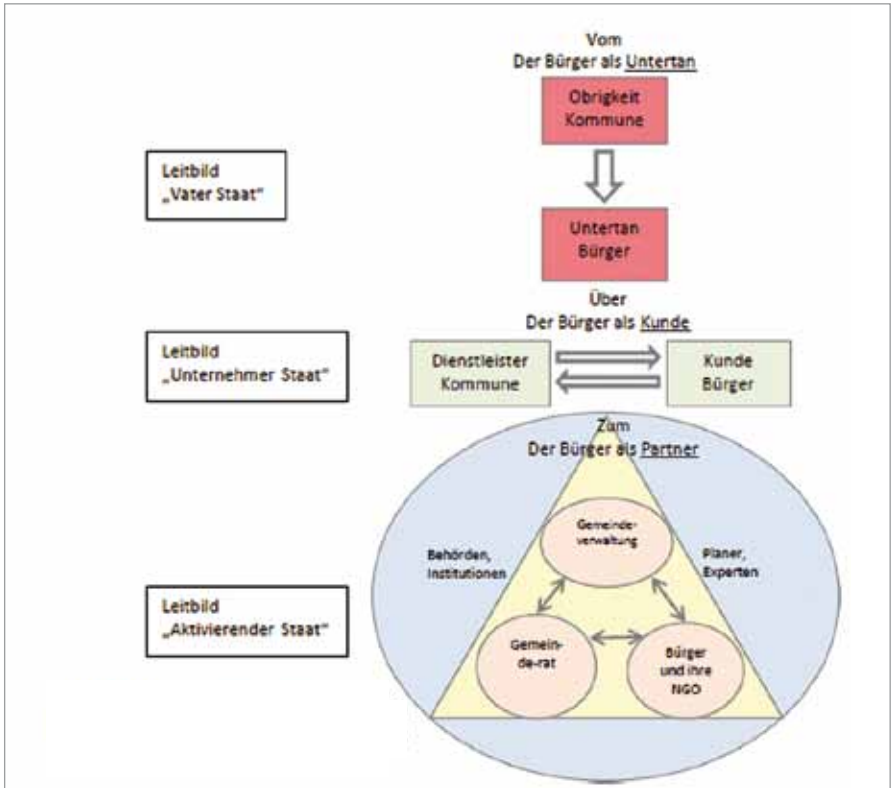 Vom
Der Bürger als Untertan
Obrigkeit
Kommune
Leitbild
„Vater Staat“
Untertan
Bürger
Über
Der Bürger als Kunde
Leitbild
„Unternehmer Staat“
Dienstleister
Kommune
Kunde
Bürger
Zum
Der Bürger als Partner
Gemeinde-
verwaltung
Behörden,
Institutionen
Planer,
Experten
Leitbild
„Aktivierender Staat“
Gemein-
de-rat
Bürger
und ihre
NGO